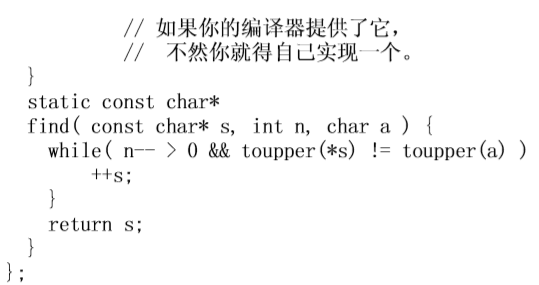 // 如果你的编译器提供了它，
// 不然你就得自己实现一个。
}
static const char*
find( const char* s, int n, char a ) {
while( n-- > 0 && toupper(*s) != toupper(a) )
++s;
}
return s;
}
};